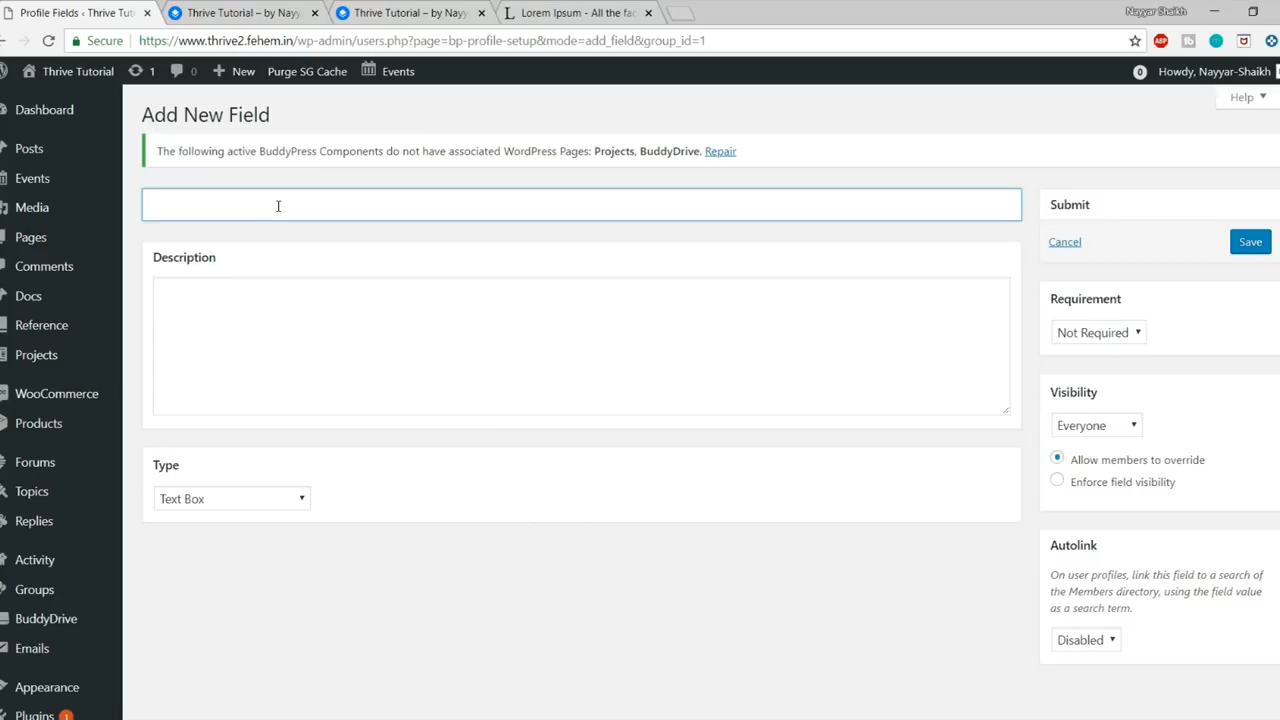 Profile Fields ‹ Thrive Tuto
Thrive Tutorial – by Nayy
Thrive Tutorial – by Nayy
Lorem Ipsum - All the fac
Nayyar Shaikh
Secure
https://www.thrive2.fehem.in/wp-admin/users.php?page=bp-profile-setup&mode=add_field&group_id=1
Thrive Tutorial
1
0
New
Purge SG Cache
Events
0
Howdy, Nayyar-Shaikh
Dashboard
Posts
Events
Media
Pages
Comments
Docs
Reference
Projects
WooCommerce
Products
Forums
Topics
Replies
Activity
Groups
BuddyDrive
Emails
Appearance
Plugins 1
Help
Add New Field
The following active BuddyPress Components do not have associated WordPress Pages: Projects, BuddyDrive. Repair
Description
Type
Text Box
Submit
Cancel
Save
Requirement
Not Required
Visibility
Everyone
Allow members to override
Enforce field visibility
Autolink
On user profiles, link this field to a search of
the Members directory, using the field value
as a search term.
Disabled